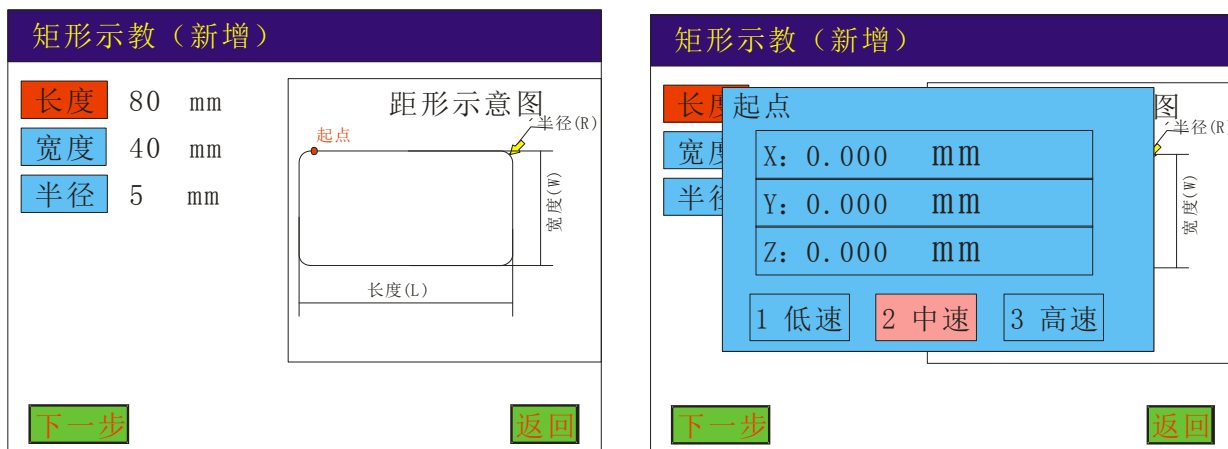 矩形示教（新增）
长度 80 mm
宽度 40 mm
半径 5 mm
距形示意图
起点
半径(R)
宽度(W)
长度(L)
下一步
返回
矩形示教（新增）
长度
宽度
半径
图
半径(R)
宽度(W)
起点
X: 0.000 mm
Y: 0.000 mm
Z: 0.000 mm
1 低速 2 中速 3 高速
下一步
返回